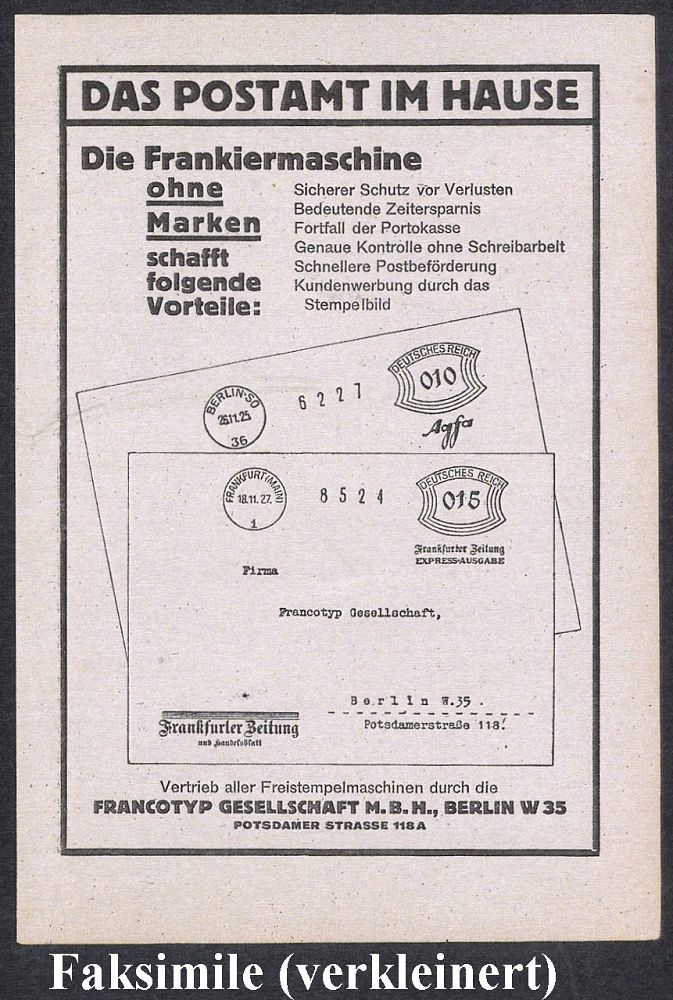 DAS POSTAMT IM HAUSE
Die Frankiermaschine
ohne
Marken
schafft
folgende
Vorteile:
Sicherer Schutz vor Verlusten
Bedeutende Zeitersparnis
Fortfall der Portokasse
Genaue Kontrolle ohne Schreibarbeit
Schnellere Postbeförderung
Kundenwerbung durch das
Stempelbild
BERLIN·SO
26.11.25
36
6227
DEUTSCHES REICH
010
Agfa
FRANKFURT(MAIN)
18.11.27.
1
8524
DEUTSCHES REICH
015
Frankfurter Zeitung
EXPRESS-AUSGABE
Firma
Francotyp Gesellschaft,
Berlin W.35.
Potsdamerstraße 118.
Frankfurter Zeitung
und Handelsblatt
Vertrieb aller Freistempelmaschinen durch die
FRANCOTYP GESELLSCHAFT M.B.H., BERLIN W 35
POTSDAMER STRASSE 118A
Faksimile (verkleinert)